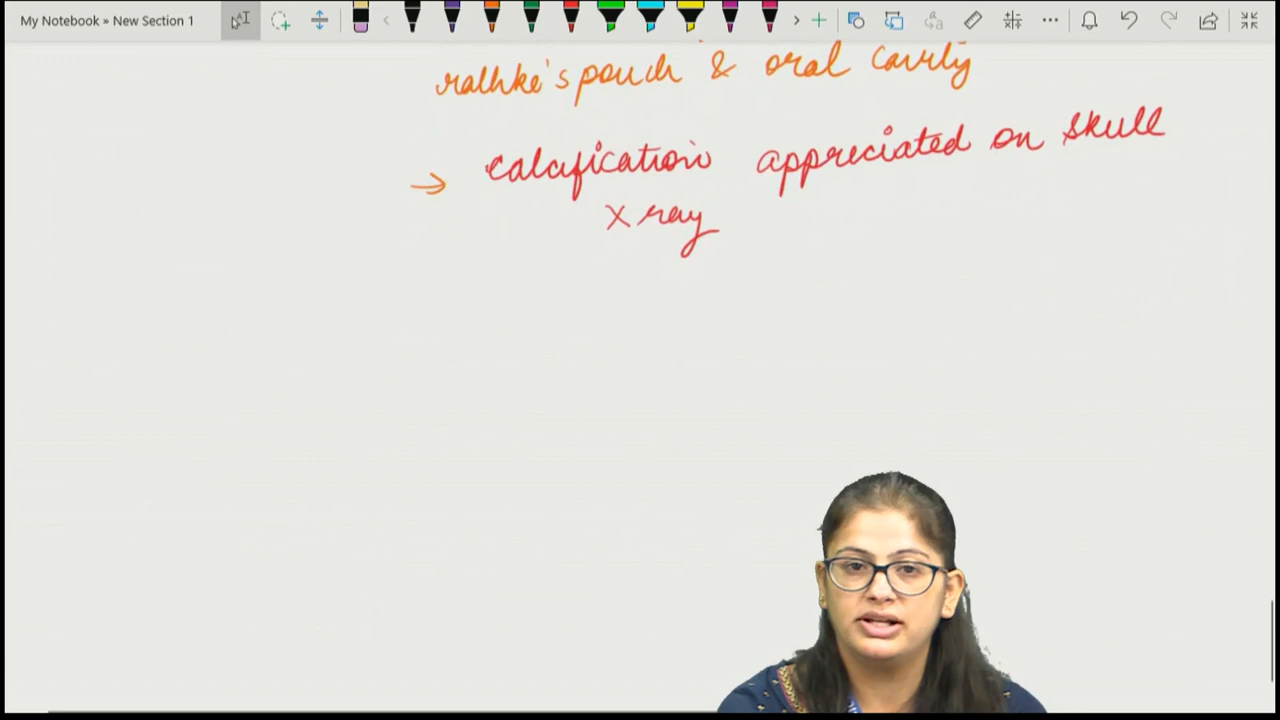 My Notebook » New Section 1
rathke's pouch & oral cavity
→ calcification appreciated on skull
X ray